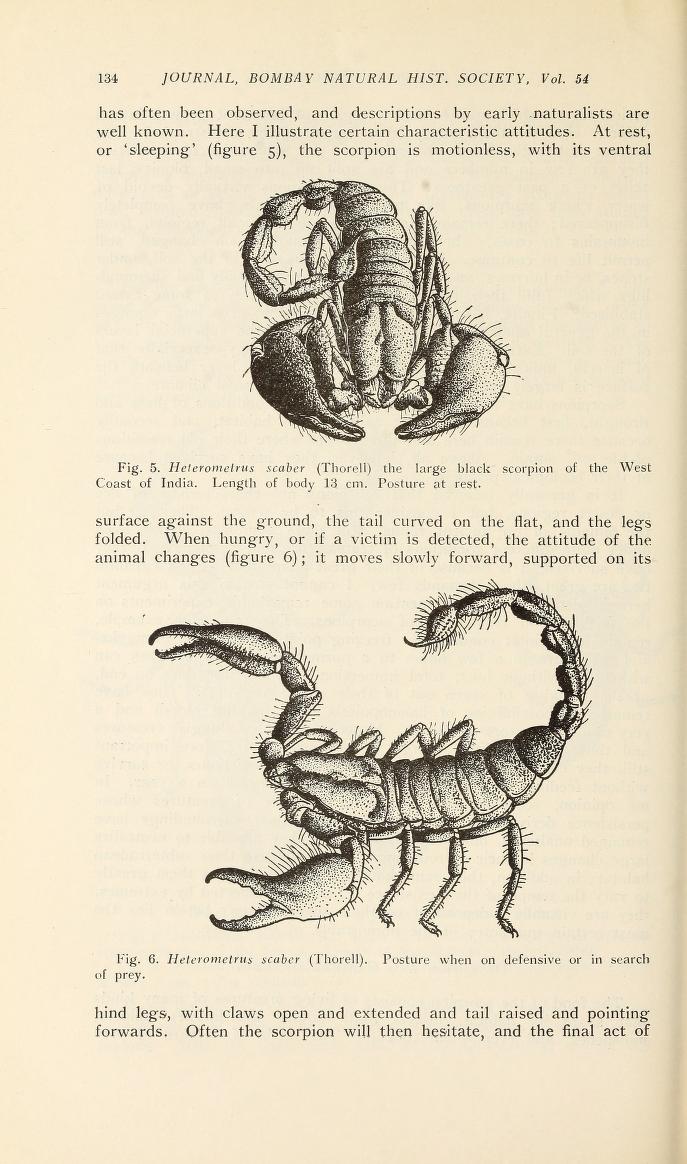 134 JOURNAL, BOMBAY NATURAL HIST. SOCIETY, Vol. 54
has often been observed, and descriptions by early naturalists are
well known. Here I illustrate certain characteristic attitudes. At rest,
or ‘sleeping’ (figure 5), the scorpion is motionless, with its ventral
Fig. 5. Heterometrus scaber (Thorell) the large black scorpion of the West
Coast of India. Length of body 13 cm. Posture at rest.
surface against the ground, the tail curved on the flat, and the legs
folded. When hungry, or if a victim is detected, the attitude of the
animal changes (figure 6); it moves slowly forward, supported on its
Fig. 6. Heterometrus scaber (Thorell). Posture when on defensive or in search
of prey.
hind legs, with claws open and extended and tail raised and pointing
forwards. Often the scorpion will then hesitate, and the final act of